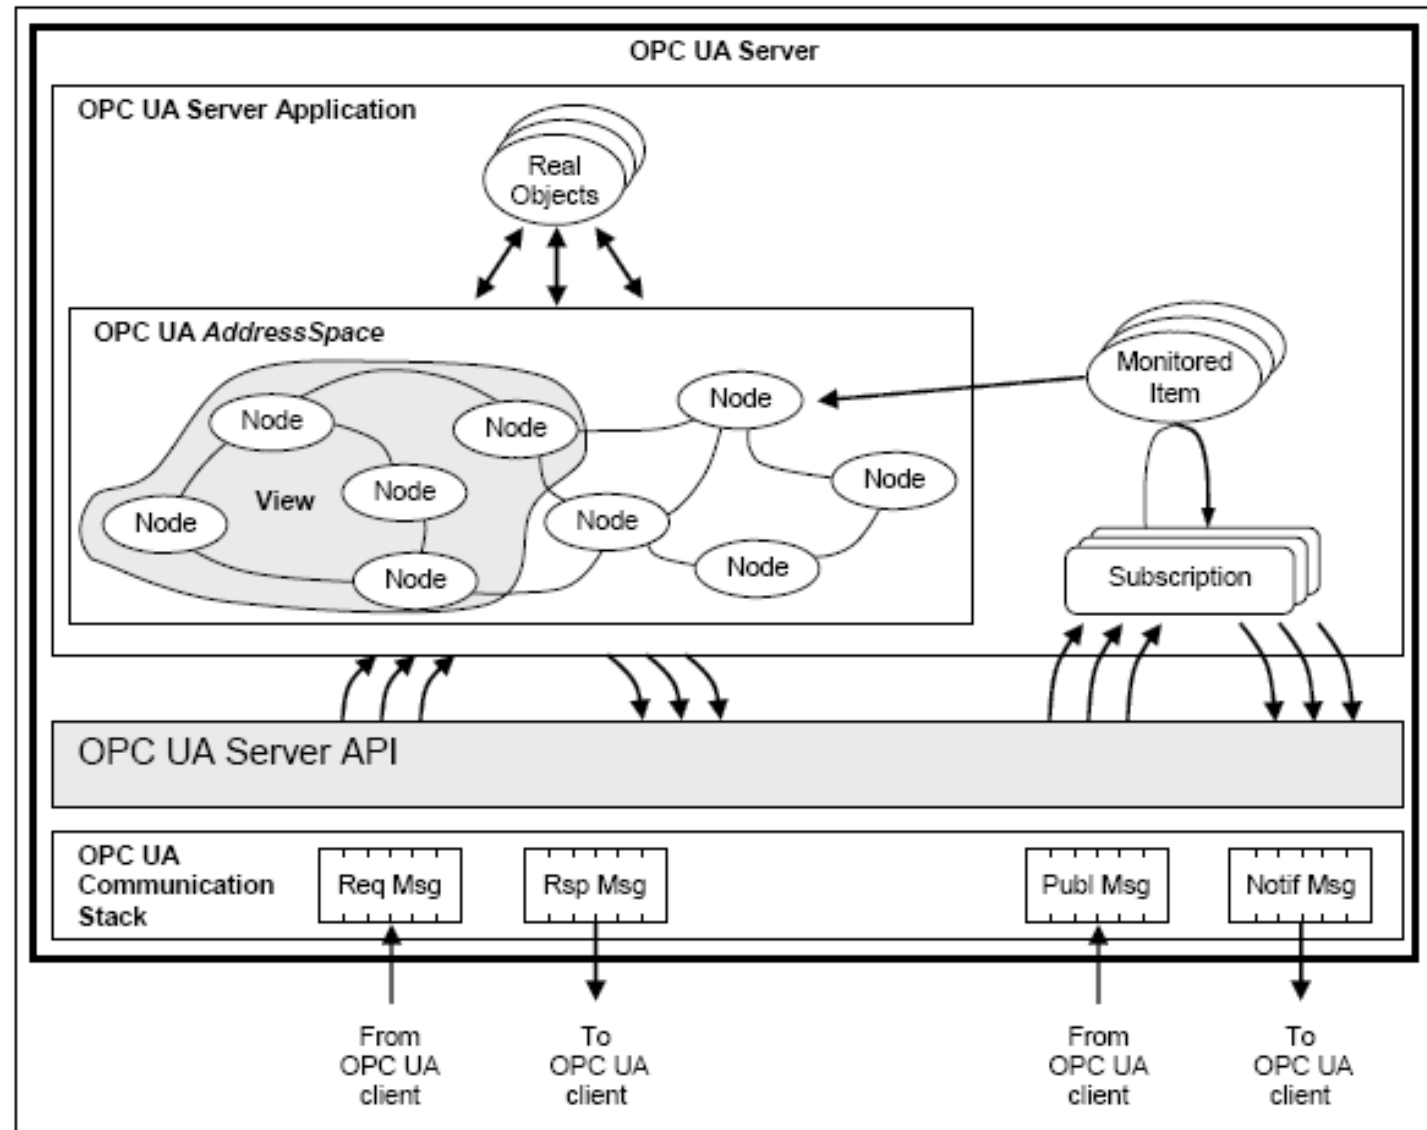 OPC UA Server
OPC UA Server Application
Real
Objects
OPC UA AddressSpace
Monitored
Item
Node
Node
Node
Node
Node
View
Node
Node
Node
Node
Subscription
OPC UA Server API
OPC UA
Communication
Stack
Req Msg
Rsp Msg
Publ Msg
Notif Msg
From
OPC UA
client
To
OPC UA
client
From
OPC UA
client
To
OPC UA
client